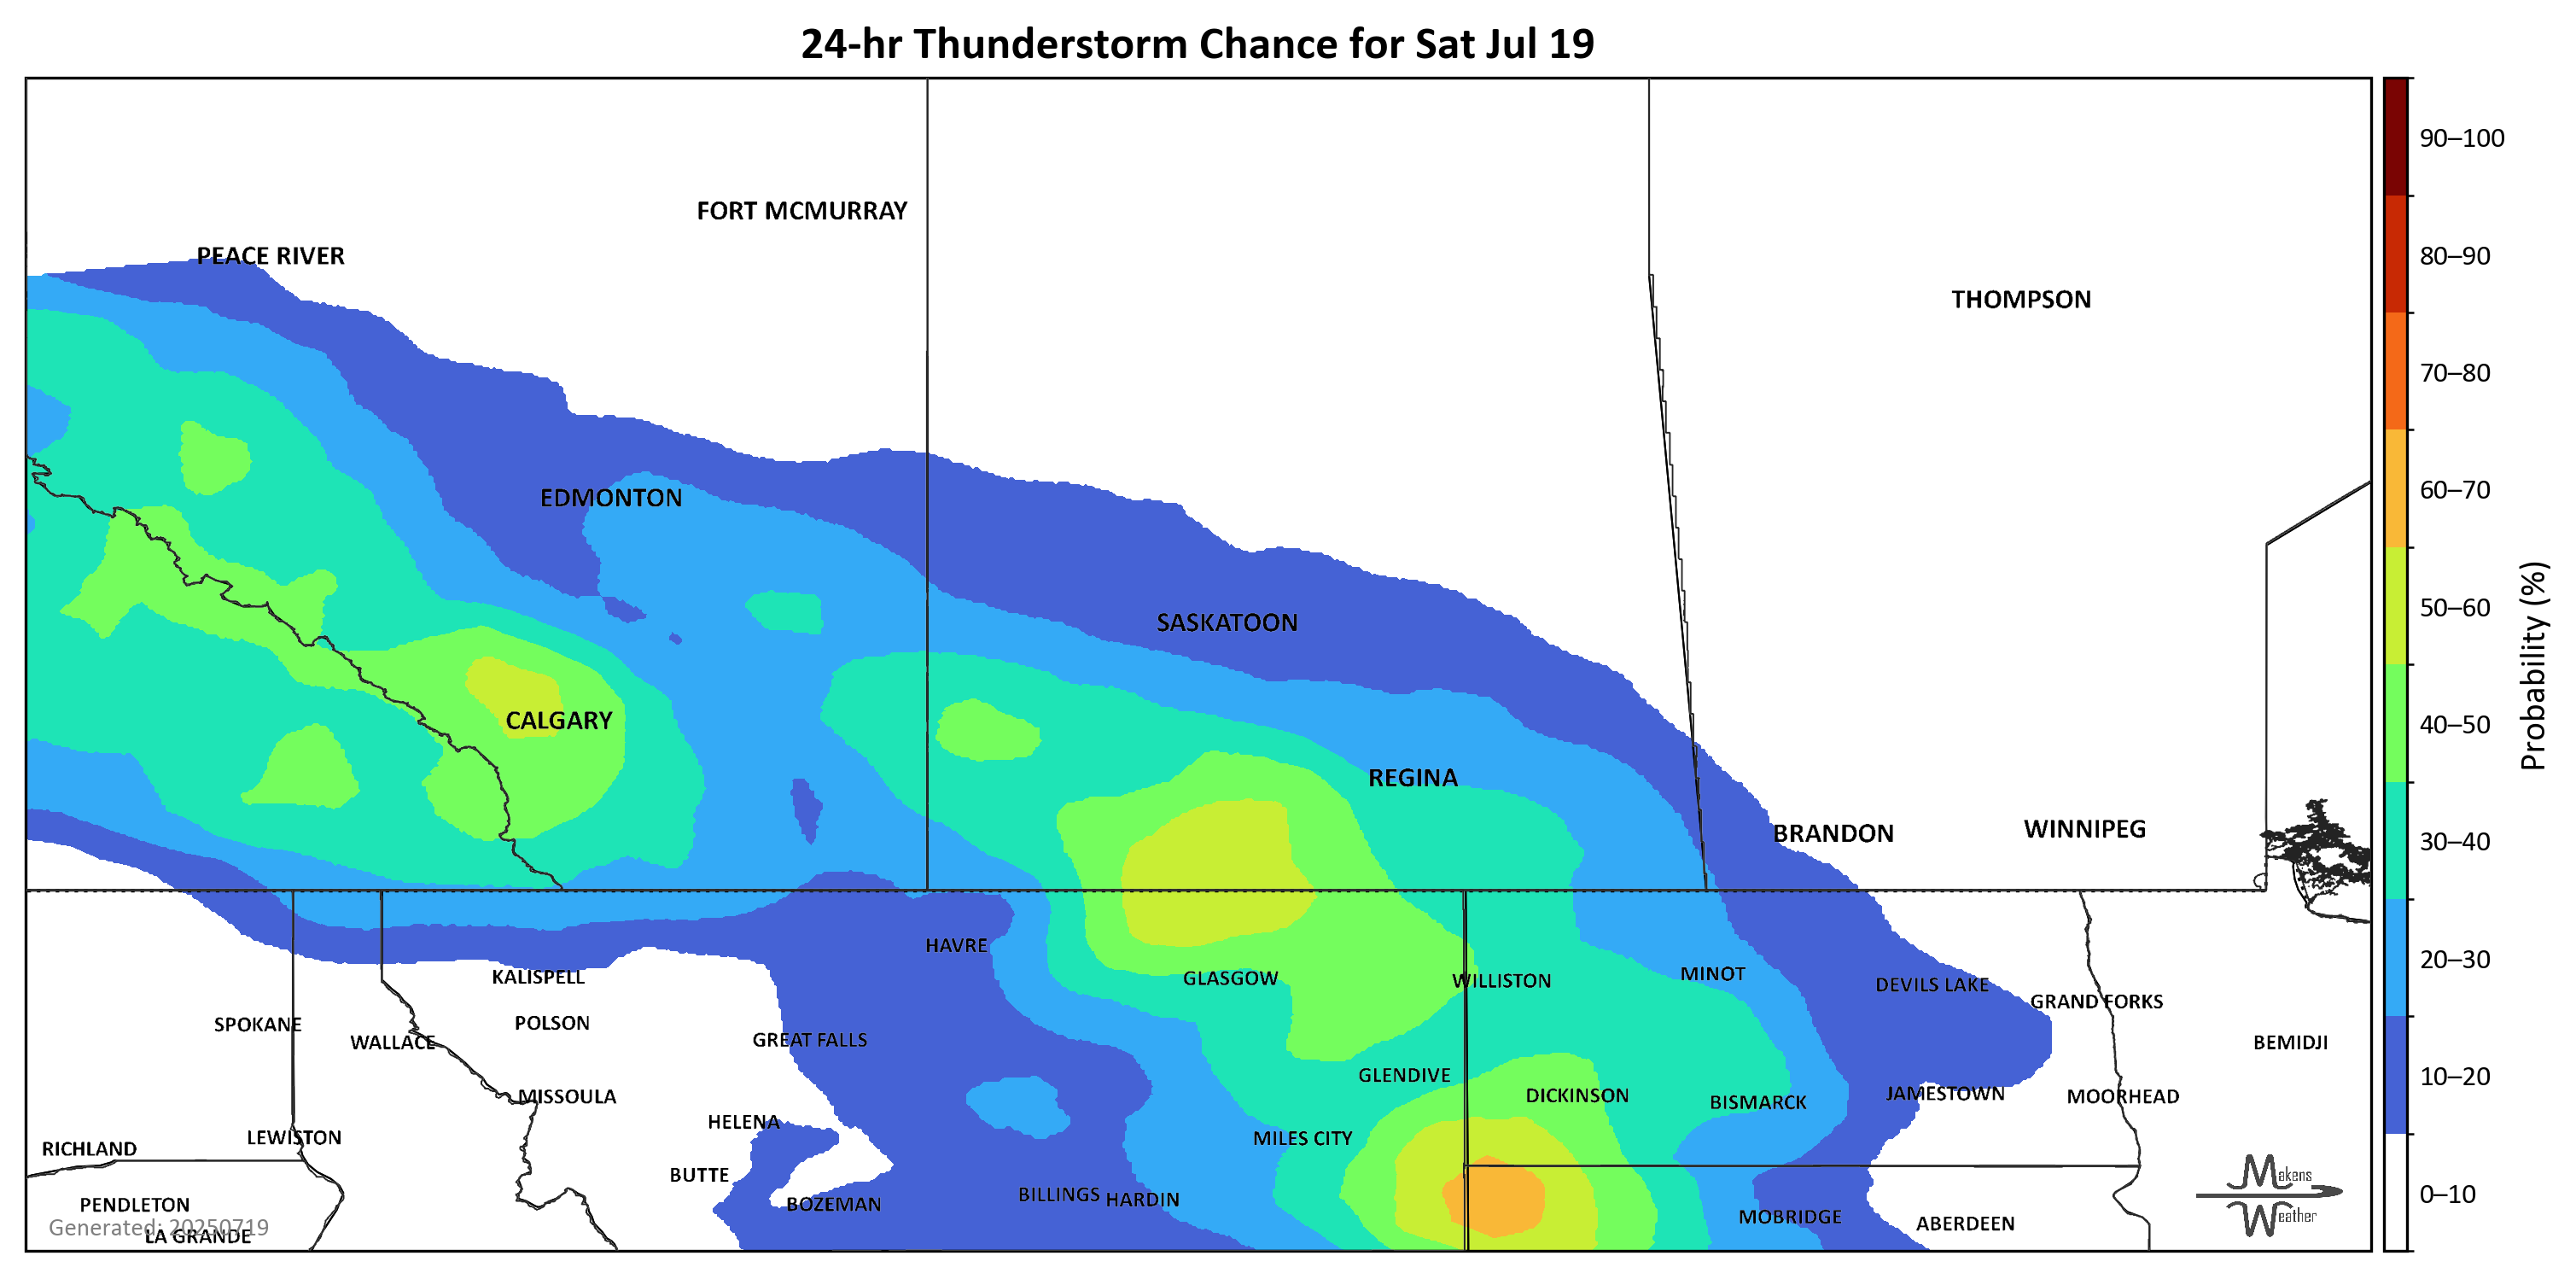 24-hr Thunderstorm Chance for Sat Jul 19
FORT MCMURRAY
PEACE RIVER
THOMPSON
EDMONTON
SASKATOON
CALGARY
REGINA
BRANDON
WINNIPEG
HAVRE
KALISPELL
GLASGOW
WILLISTON
MINOT
DEVILS LAKE
GRAND FORKS
SPOKANE
POLSON
WALLACE
GREAT FALLS
BEMIDJI
GLENDIVE
MISSOULA
DICKINSON
BISMARCK
JAMESTOWN
MOORHEAD
HELENA
LEWISTON
MILES CITY
RICHLAND
BUTTE
BILLINGS
HARDIN
PENDLETON
BOZEMAN
MOBRIDGE
ABERDEEN
Generated: 20250719
LA GRANDE
Makens
Weather
90–100
80–90
70–80
60–70
50–60
40–50
30–40
20–30
10–20
0–10
Probability (%)